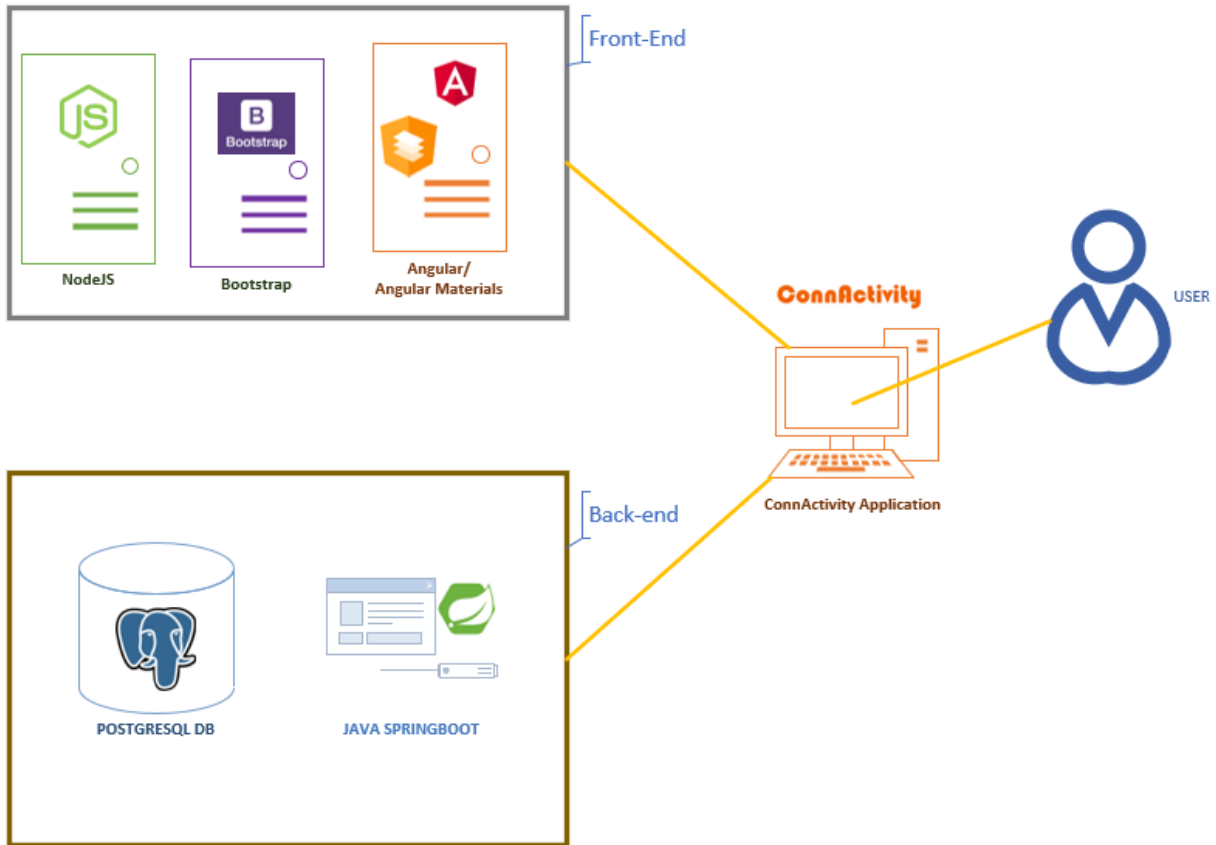 Front-End
JS
B
Bootstrap
A
NodeJS
Bootstrap
Angular/
Angular Materials
ConnActivity
USER
ConnActivity Application
Back-end
POSTGRESQL DB
JAVA SPRINGBOOT